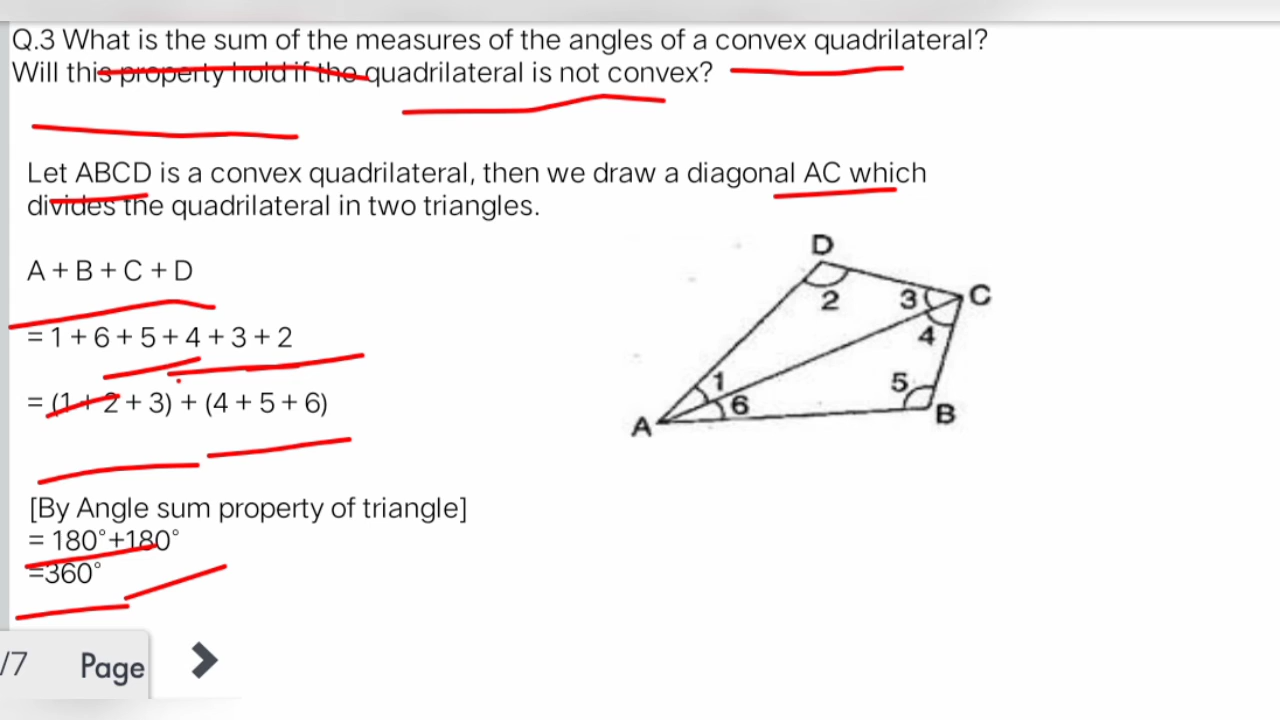 Q.3 What is the sum of the measures of the angles of a convex quadrilateral?
Will this property hold if the quadrilateral is not convex?
Let ABCD is a convex quadrilateral, then we draw a diagonal AC which
divides the quadrilateral in two triangles.
A + B + C + D
= 1 + 6 + 5 + 4 + 3 + 2
= (1 + 2 + 3) + (4 + 5 + 6)
D
2
3
C
4
1
5
6
A
B
[By Angle sum property of triangle]
= 180°+180°
=360°
/7 Page